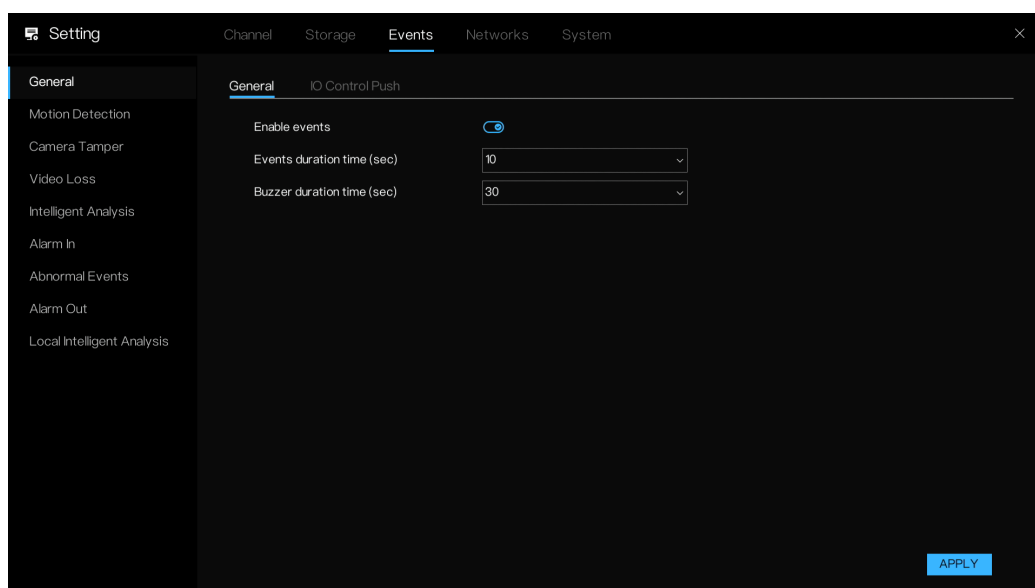 Setting
Channel Storage Events Networks System
General
Motion Detection
Camera Tamper
Video Loss
Intelligent Analysis
Alarm In
Abnormal Events
Alarm Out
Local Intelligent Analysis
General IO Control Push
Enable events
Events duration time (sec) 10
Buzzer duration time (sec) 30
APPLY